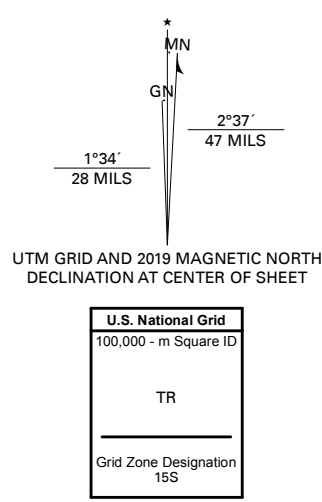 ★
MN
GN
2°37´
47 MILS
1°34´
28 MILS
UTM GRID AND 2019 MAGNETIC NORTH
DECLINATION AT CENTER OF SHEET
U.S. National Grid
100,000 - m Square ID
TR
Grid Zone Designation
15S